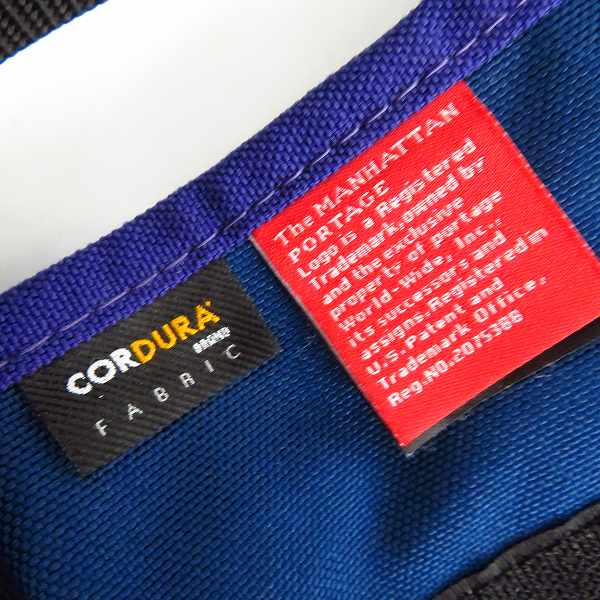 CORDURA
BRAND
FABRIC
The MANHATTAN
PORTAGE
Logo is a Registered
Trademark,owned by
and the exclusive
property of portage
World-Wide, Inc.,
its successors and
assigns,Registered in
U.S.Patent and
Trademark Office,
Reg.NO.2075386